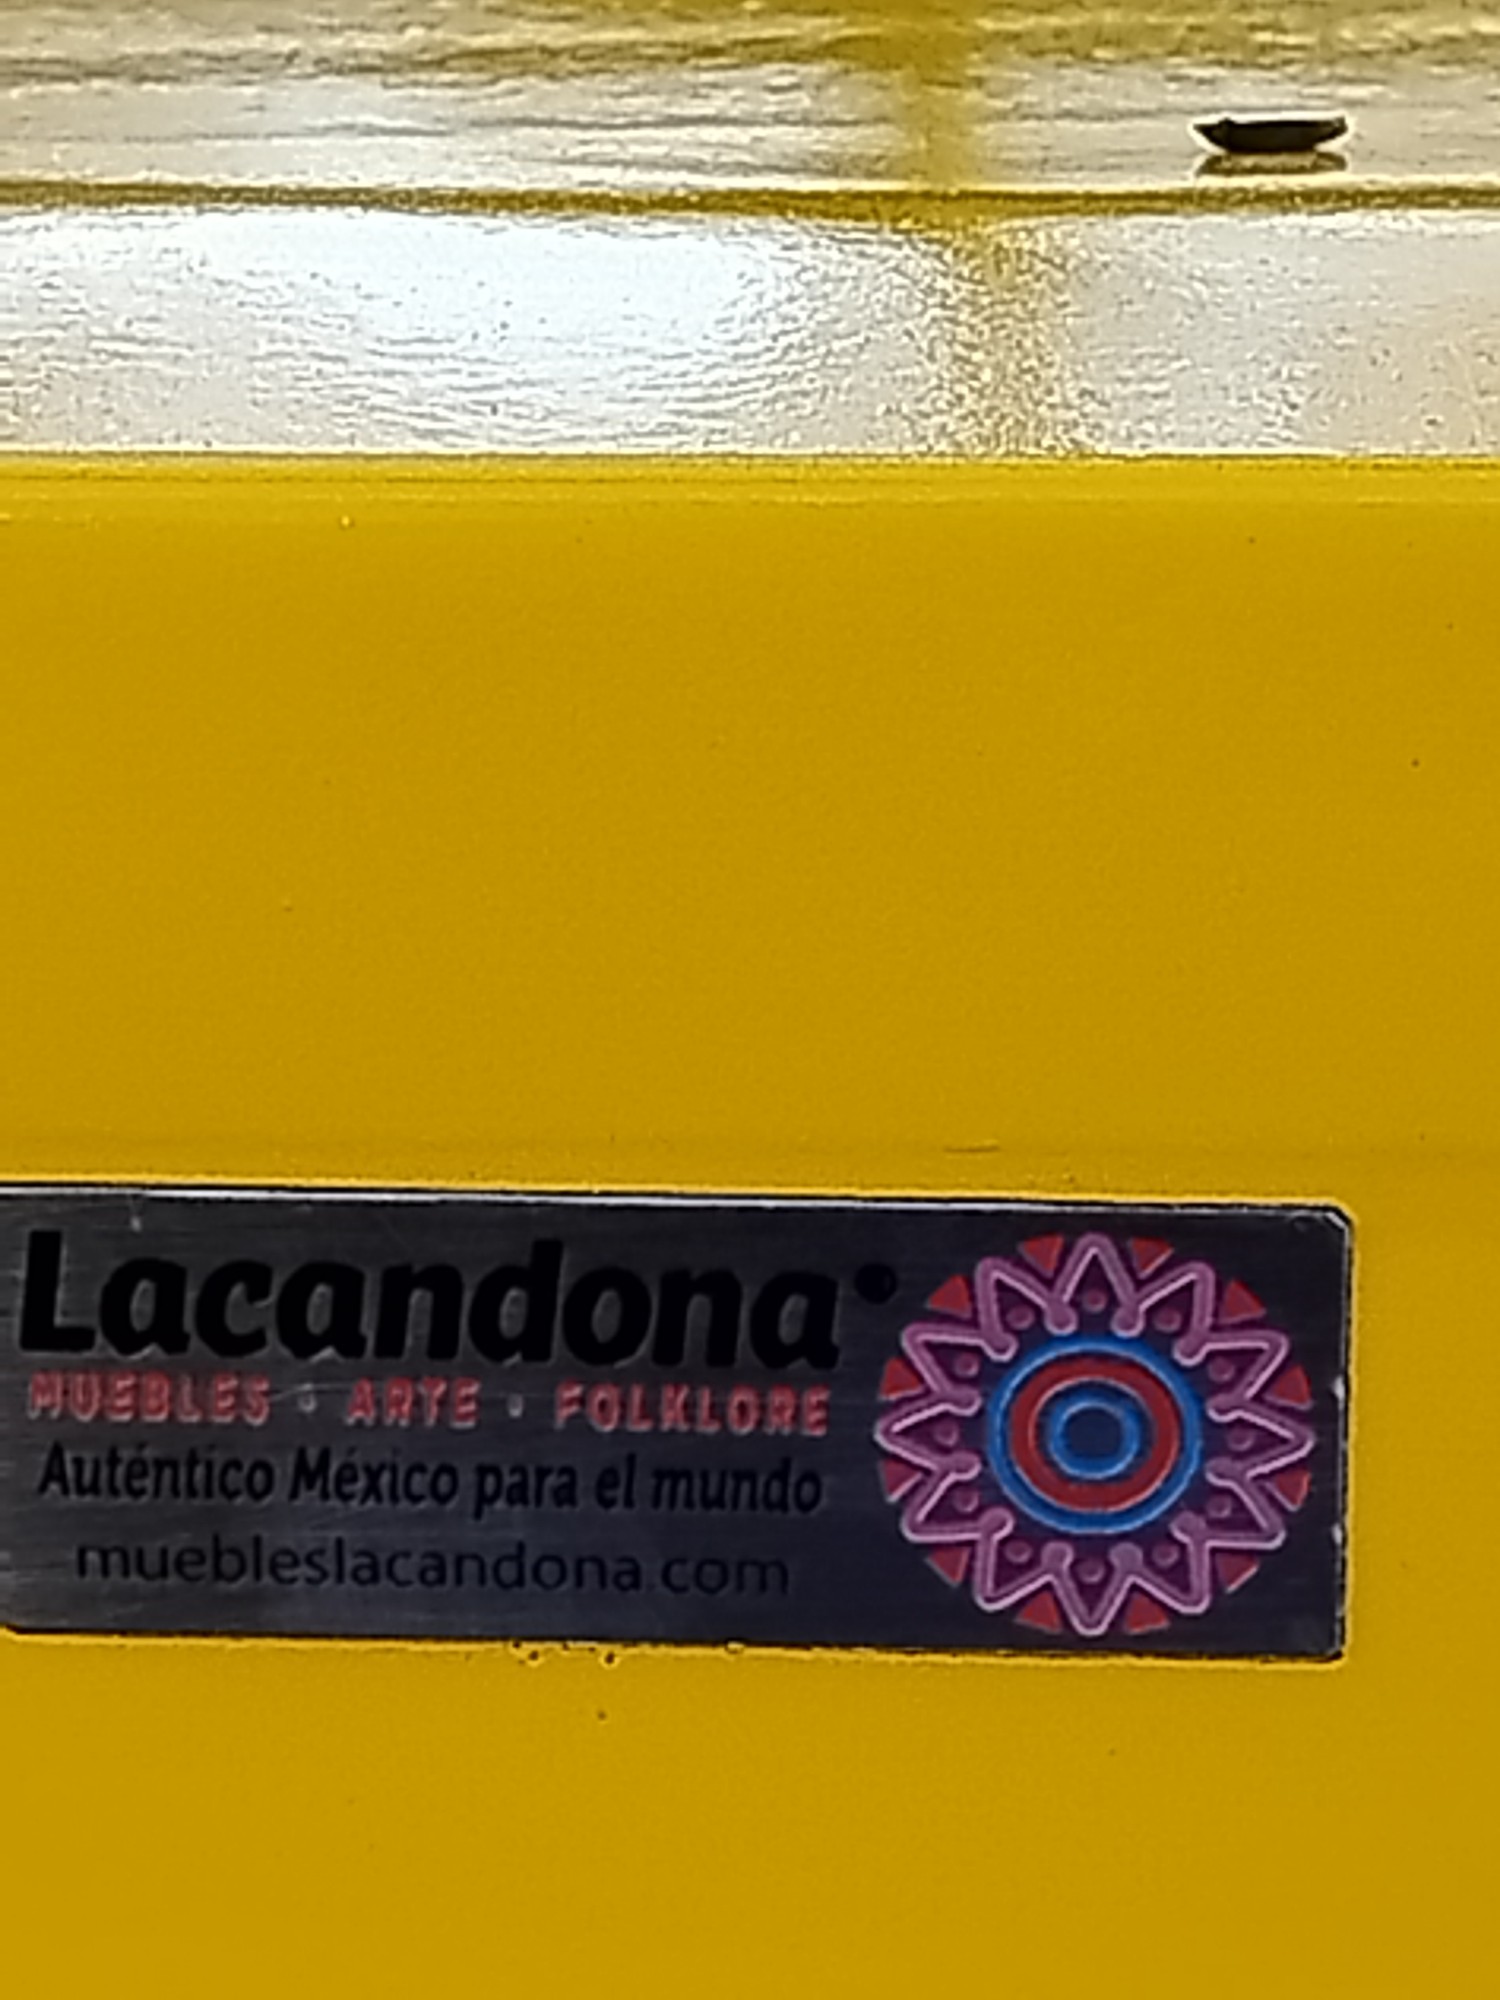 Lacandona
MUEBLES • ARTE • FOLKLORE
Auténtico México para el mundo
muebleslacandona.com